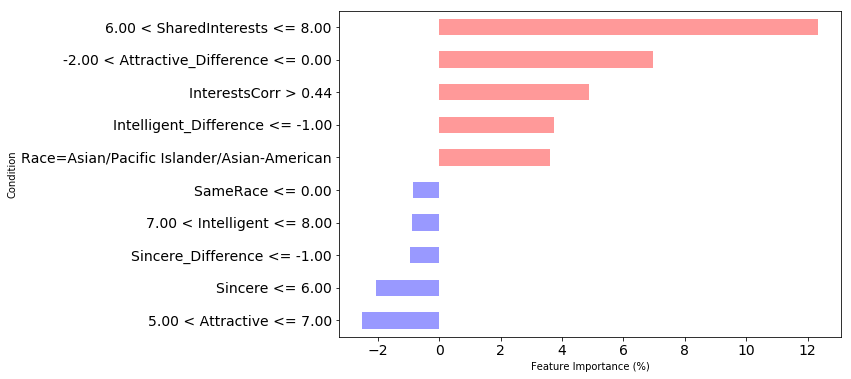 6.00 < SharedInterests <= 8.00
-2.00 < Attractive_Difference <= 0.00
InterestsCorr > 0.44
Intelligent_Difference <= -1.00
Race=Asian/Pacific Islander/Asian-American
SameRace <= 0.00
7.00 < Intelligent <= 8.00
Sincere_Difference <= -1.00
Sincere <= 6.00
5.00 < Attractive <= 7.00
Condition
−2 0 2 4 6 8 10 12
Feature Importance (%)